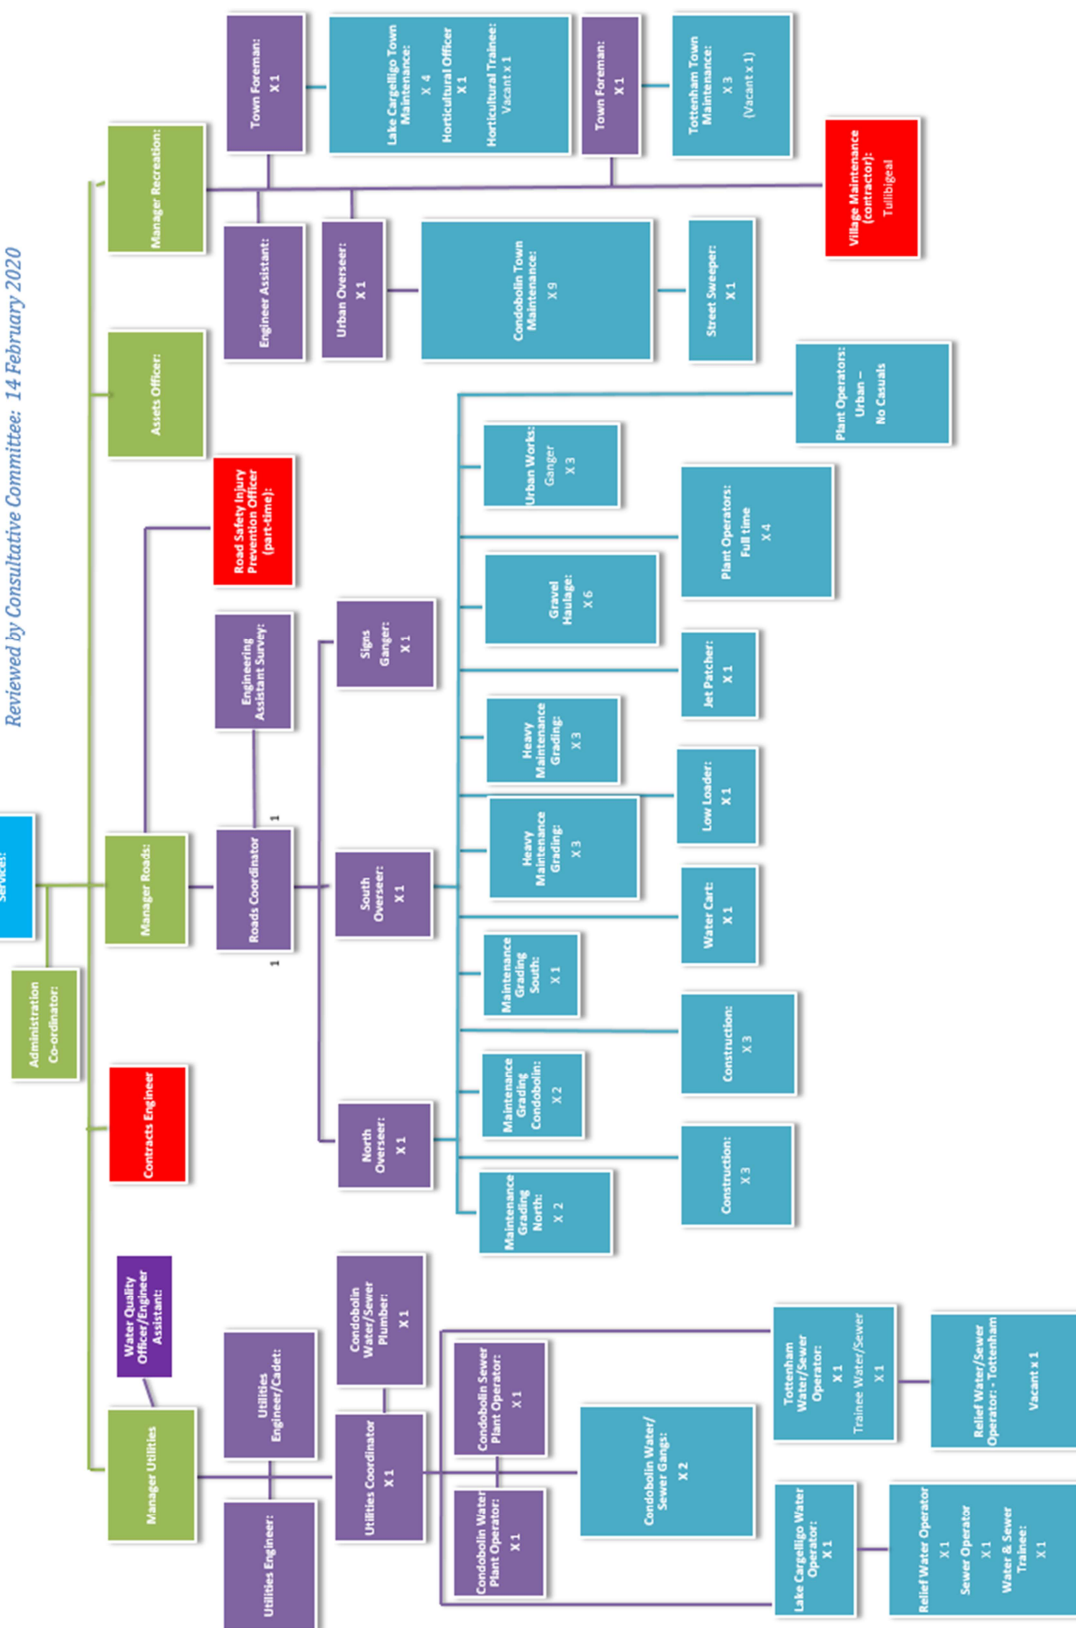 Reviewed by Consultative Committee: 14 February 2020
Services:
Administration
Co-ordinator:
Manager Utilities
Contracts Engineer
Manager Roads:
Assets Officer:
Manager Recreation:
Water Quality
Officer/Engineer
Assistant:
Utilities Engineer:
Utilities
Engineer/Cadet:
Utilities Coordinator
X 1
Condobolin
Water/Sewer
Plumber:
X 1
Condobolin Water
Plant Operator:
X 1
Condobolin Sewer
Plant Operator:
X 1
Condobolin Water/
Sewer Gangs:
X 2
Lake Cargelligo Water
Operator:
X 1
Relief Water Operator
X 1
Sewer Operator
X 1
Water & Sewer
Trainee:
X 1
Tottenham
Water/Sewer
Operator:
X 1
Trainee Water/Sewer
X 1
Relief Water/Sewer
Operator: - Tottenham
Vacant x 1
Roads Coordinator
1
1
Engineering
Assistant Survey:
Road Safety Injury
Prevention Officer
(part-time):
North
Overseer:
X 1
South
Overseer:
X 1
Signs
Ganger:
X 1
Maintenance
Grading
North:
X 2
Maintenance
Grading
Condobolin:
X 2
Maintenance
Grading
South:
X 1
Heavy
Maintenance
Grading:
X 3
Heavy
Maintenance
Grading:
X 3
Gravel
Haulage:
X 6
Urban Works:
Ganger
X 3
Construction:
X 3
Construction:
X 3
Water Cart:
X 1
Low Loader:
X 1
Jet Patcher:
X 1
Plant Operators:
Full time
X 4
Plant Operators:
Urban –
No Casuals
Engineer Assistant:
Town Foreman:
X 1
Urban Overseer:
X 1
Lake Cargelligo Town
Maintenance:
X 4
Horticultural Officer
X 1
Horticultural Trainee:
Vacant x 1
Condobolin Town
Maintenance:
X 9
Street Sweeper:
X 1
Town Foreman:
X 1
Tottenham Town
Maintenance:
X 3
(Vacant x 1)
Village Maintenance
(contractor):
Tullibigeal